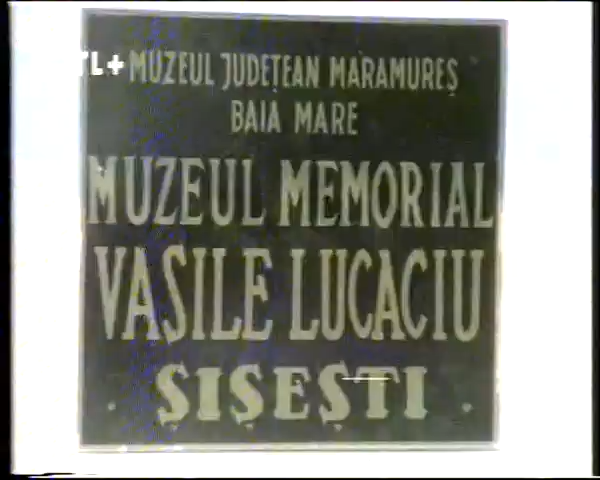 TL+
MUZEUL JUDEȚEAN MARAMUREȘ
BAIA MARE
MUZEUL MEMORIAL
VASILE LUCACIU
ȘIȘEȘTI